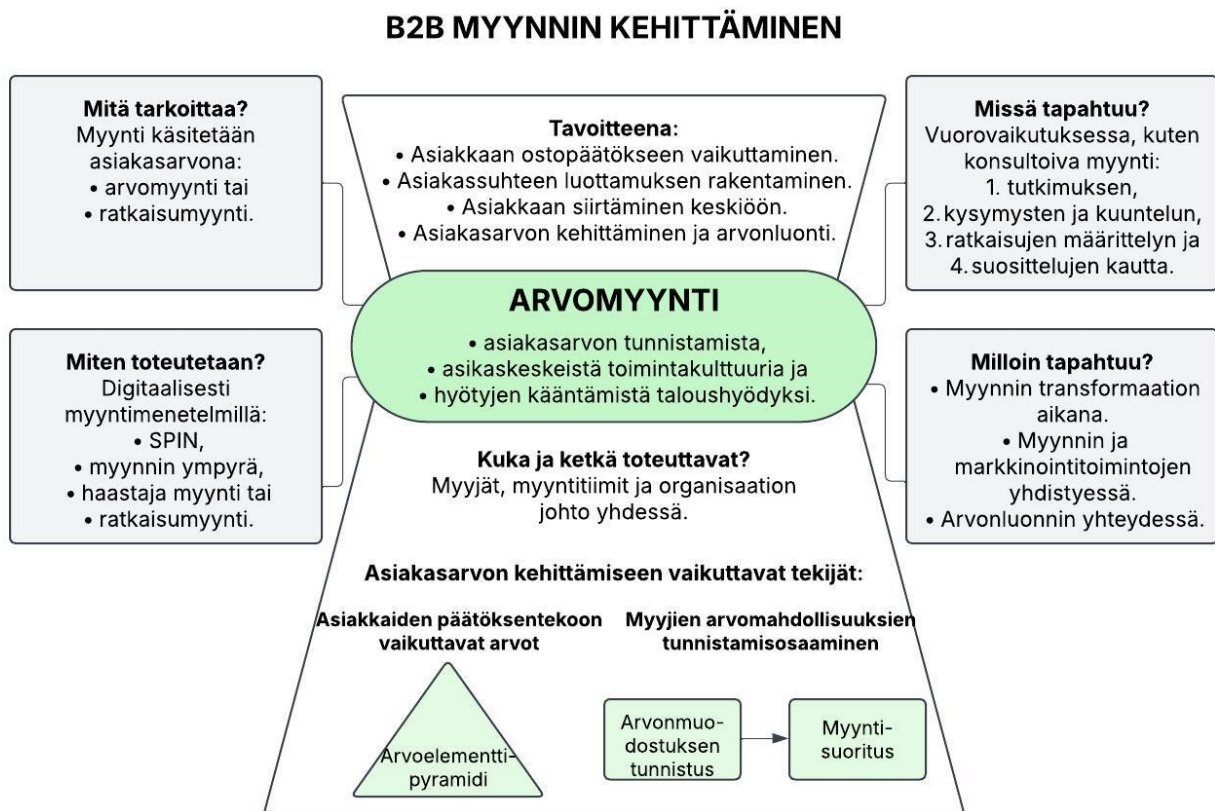 B2B MYYNNIN KEHITTÄMINEN
Mitä tarkoittaa?
Myynti käsitetään
asiakasarvona:
• arvomyynti tai
• ratkaisumyynti.
Tavoitteena:
• Asiakkaan ostopäätökseen vaikuttaminen.
• Asiakassuhteen luottamuksen rakentaminen.
• Asiakkaan siirtäminen keskiöön.
• Asiakasarvon kehittäminen ja arvonluonti.
Missä tapahtuu?
Vuorovaikutuksessa, kuten
konsultoiva myynti:
1. tutkimuksen,
2. kysymysten ja kuuntelun,
3. ratkaisujen määrittelyn ja
4. suosittelujen kautta.
ARVOMYYNTI
• asiakasarvon tunnistamista,
• asikaskeskeistä toimintakulttuuria ja
• hyötyjen kääntämistä taloushyödyksi.
Miten toteutetaan?
Digitaalisesti
myyntimenetelmillä:
• SPIN,
• myynnin ympyrä,
• haastaja myynti tai
• ratkaisumyynti.
Milloin tapahtuu?
• Myynnin transformaation
aikana.
• Myynnin ja
markkinointitoimintojen
yhdistyessä.
• Arvonluonnin yhteydessä.
Kuka ja ketkä toteuttavat?
Myyjät, myyntitiimit ja organisaation
johto yhdessä.
Asiakasarvon kehittämiseen vaikuttavat tekijät:
Asiakkaiden päätöksentekoon
vaikuttavat arvot
Myyjien arvomahdollisuuksien
tunnistamisosaaminen
Arvoelementti-
pyramidi
Arvonmuo-
dostuksen
tunnistus
Myynti-
suoritus